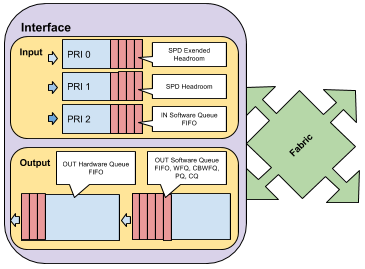 Interface
Input
PRI 0
SPD Exended
Headroom
PRI 1
SPD Headroom
PRI 2
IN Software Queue
FIFO
Fabric
Output
OUT Hardware Queue
FIFO
OUT Software Queue
FIFO, WFQ, CBWFQ,
PQ, CQ